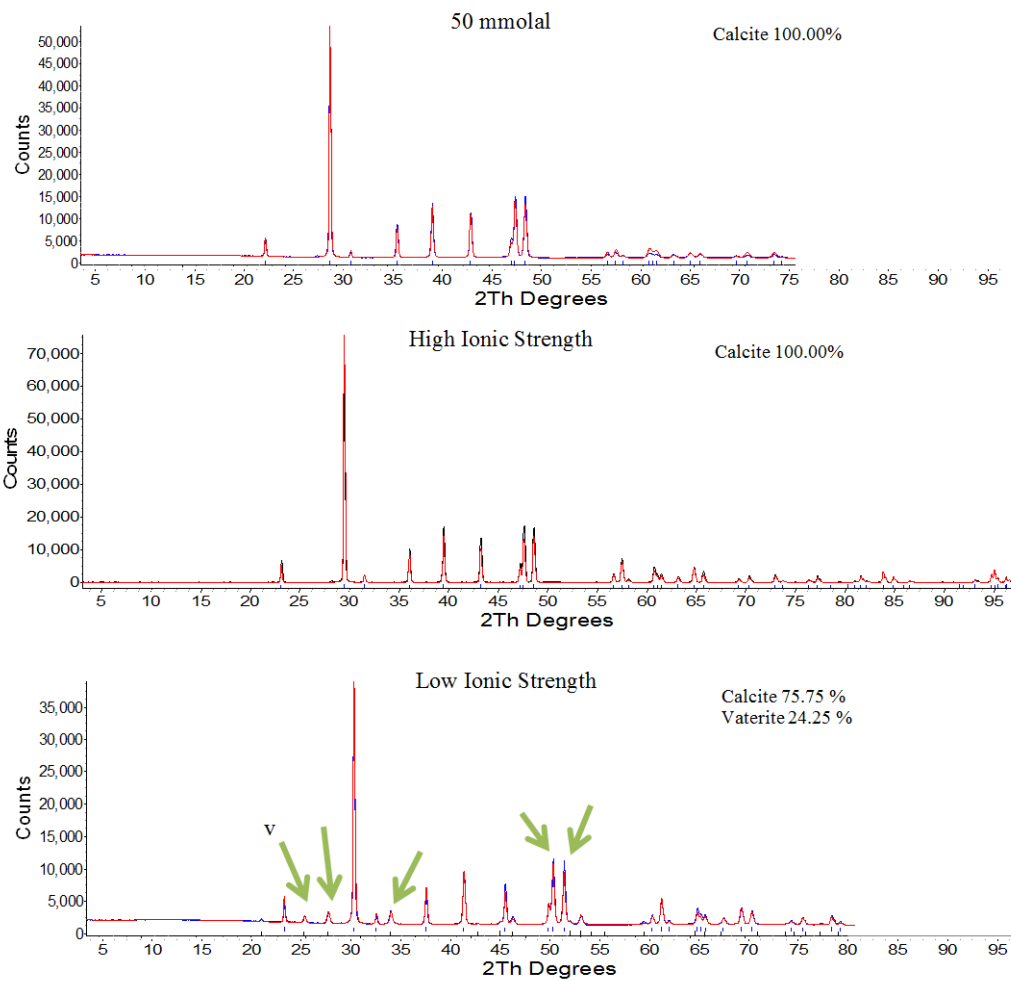 50 mmolal
Calcite 100.00%
50,000
45,000
40,000
35,000
30,000
25,000
20,000
15,000
10,000
5,000
0
Counts
5 10 15 20 25 30 35 40 45 50 55 60 65 70 75 80 85 90 95
2Th Degrees
High Ionic Strength
Calcite 100.00%
70,000
60,000
50,000
40,000
30,000
20,000
10,000
0
Counts
5 10 15 20 25 30 35 40 45 50 55 60 65 70 75 80 85 90 95
2Th Degrees
Low Ionic Strength
Calcite 75.75 %
Vaterite 24.25 %
35,000
30,000
25,000
20,000
15,000
10,000
5,000
0
Counts
v
5 10 15 20 25 30 35 40 45 50 55 60 65 70 75 80 85 90 95
2Th Degrees